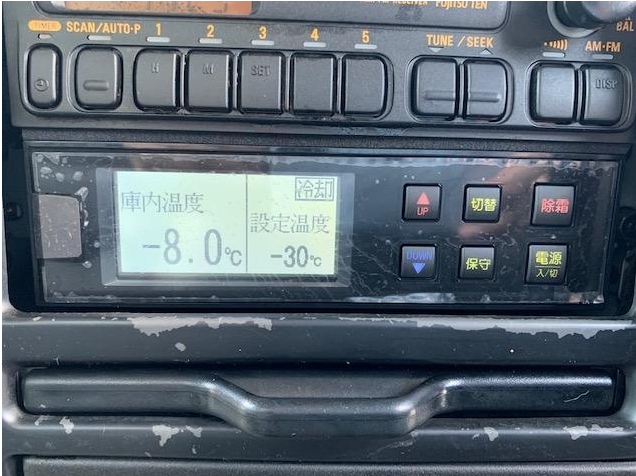 RECEIVER FUJITSU TEN
TIMER SCAN/AUTO·P 1 2 3 4 5 TUNE / SEEK AM·FM
BAL
H M SET DISP
庫内温度
-8.0℃
冷却
設定温度
-30℃
UP 切替 除霜
DOWN 保守 電源
入/切